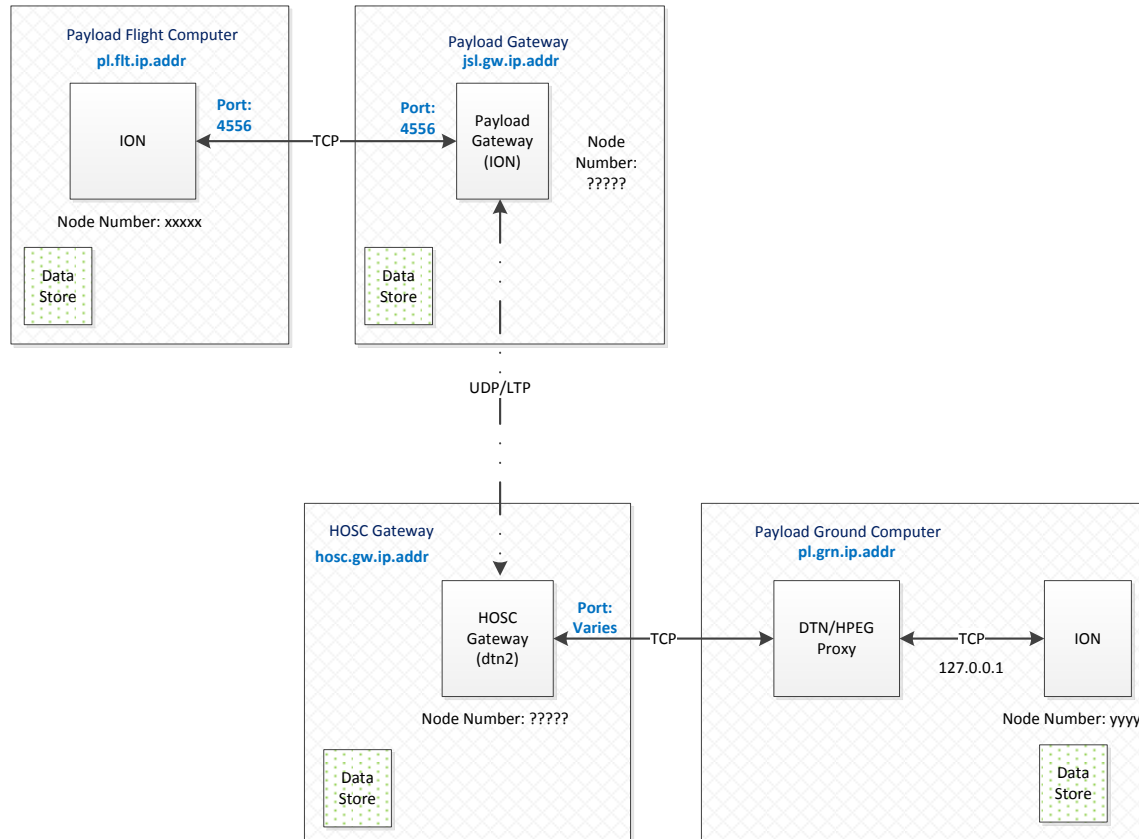 Payload Flight Computer
pl.flt.ip.addr
ION
Port:
4556
Node Number: xxxxx
Data
Store
TCP
Payload Gateway
jsl.gw.ip.addr
Port:
4556
Payload
Gateway
(ION)
Node
Number:
?????
Data
Store
UDP/LTP
HOSC Gateway
hosc.gw.ip.addr
HOSC
Gateway
(dtn2)
Port:
Varies
Node Number: ?????
Data
Store
TCP
Payload Ground Computer
pl.grn.ip.addr
DTN/HPEG
Proxy
TCP
127.0.0.1
ION
Node Number: yyyy
Data
Store